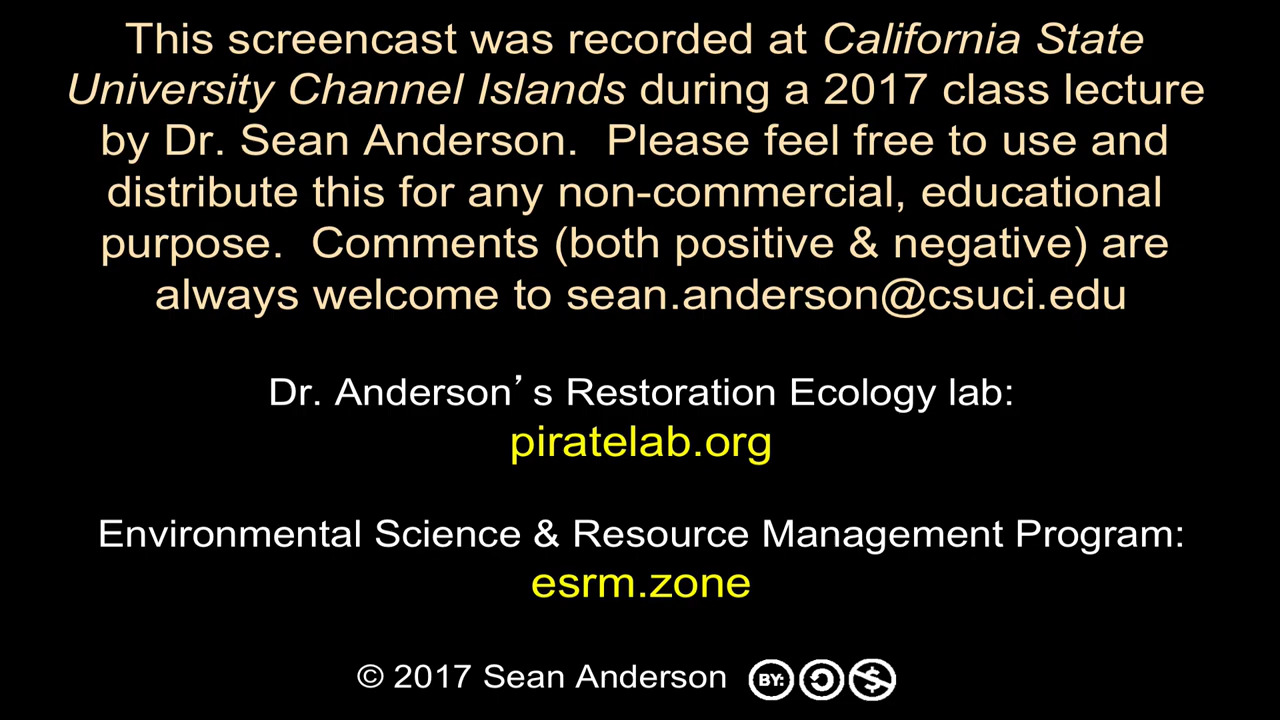 This screencast was recorded at California State
University Channel Islands during a 2017 class lecture
by Dr. Sean Anderson.  Please feel free to use and
distribute this for any non-commercial, educational
purpose.  Comments (both positive & negative) are
always welcome to sean.anderson@csuci.edu
Dr. Anderson’s Restoration Ecology lab:
piratelab.org
Environmental Science & Resource Management Program:
esrm.zone
© 2017 Sean Anderson BY: $